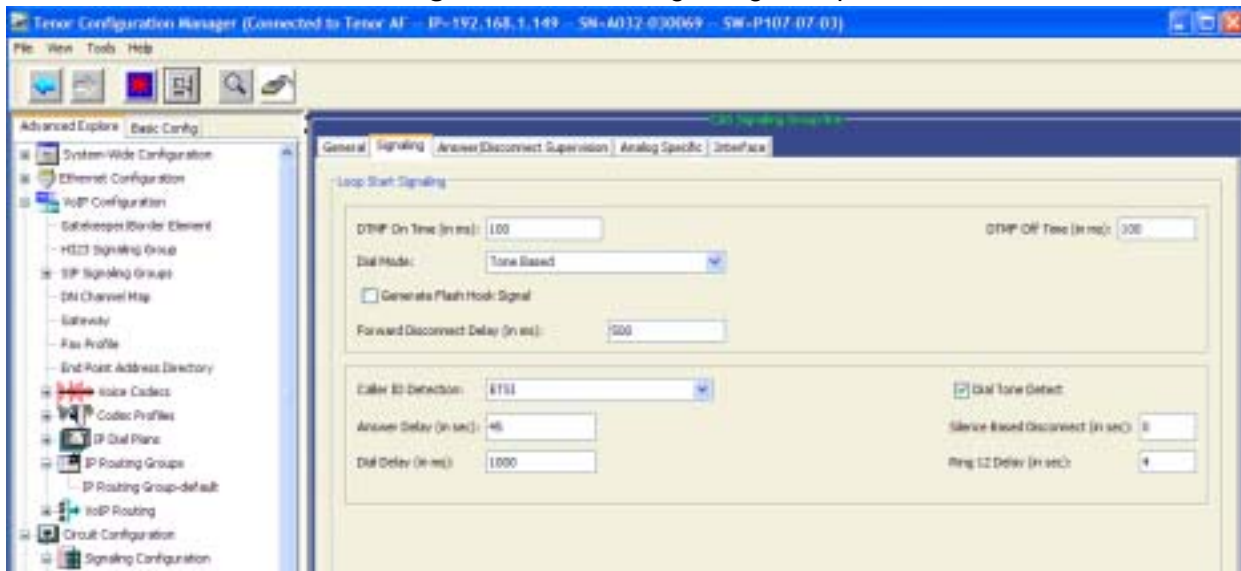 Tenor Configuration Manager (Connected to Tenor AF -- IP-192.168.1.149 -- SN-A032-030069 -- SW-P107-07-03)
File View Tools Help
Advanced Explore Basic Config
System-Wide Configuration
Ethernet Configuration
VoIP Configuration
Gatekeeper/Border Element
H323 Signaling Group
SIP Signaling Groups
DN Channel Map
Gateway
Fax Profile
End Point Address Directory
Voice Codecs
Codec Profiles
IP Dial Plans
IP Routing Groups
IP Routing Group-default
VoIP Routing
Circuit Configuration
Signaling Configuration
CAS Signaling Group
General Signaling Answer/Disconnect Supervision Analog Specific Interface
Loop Start Signaling
DTMF On Time (in ms): 100 DTMF Off Time (in ms): 100
Dial Mode: Tone Based
Generate Flash Hook Signal
Forward Disconnect Delay (in ms): 500
Caller ID Detection: ETSI Dial Tone Detect
Answer Delay (in sec): 45 Silence Based Disconnect (in sec): 0
Dial Delay (in ms): 1000 Ring 12 Delay (in sec): 4